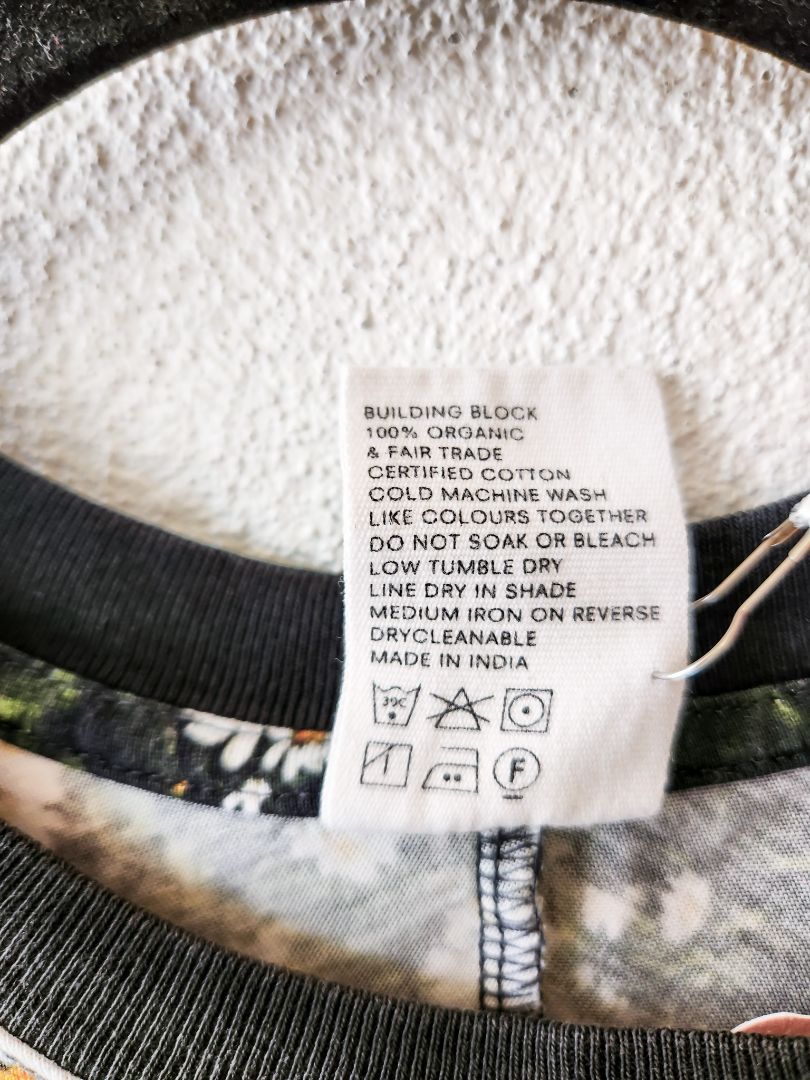 BUILDING BLOCK
100% ORGANIC
& FAIR TRADE
CERTIFIED COTTON
COLD MACHINE WASH
LIKE COLOURS TOGETHER
DO NOT SOAK OR BLEACH
LOW TUMBLE DRY
LINE DRY IN SHADE
MEDIUM IRON ON REVERSE
DRYCLEANABLE
MADE IN INDIA
F